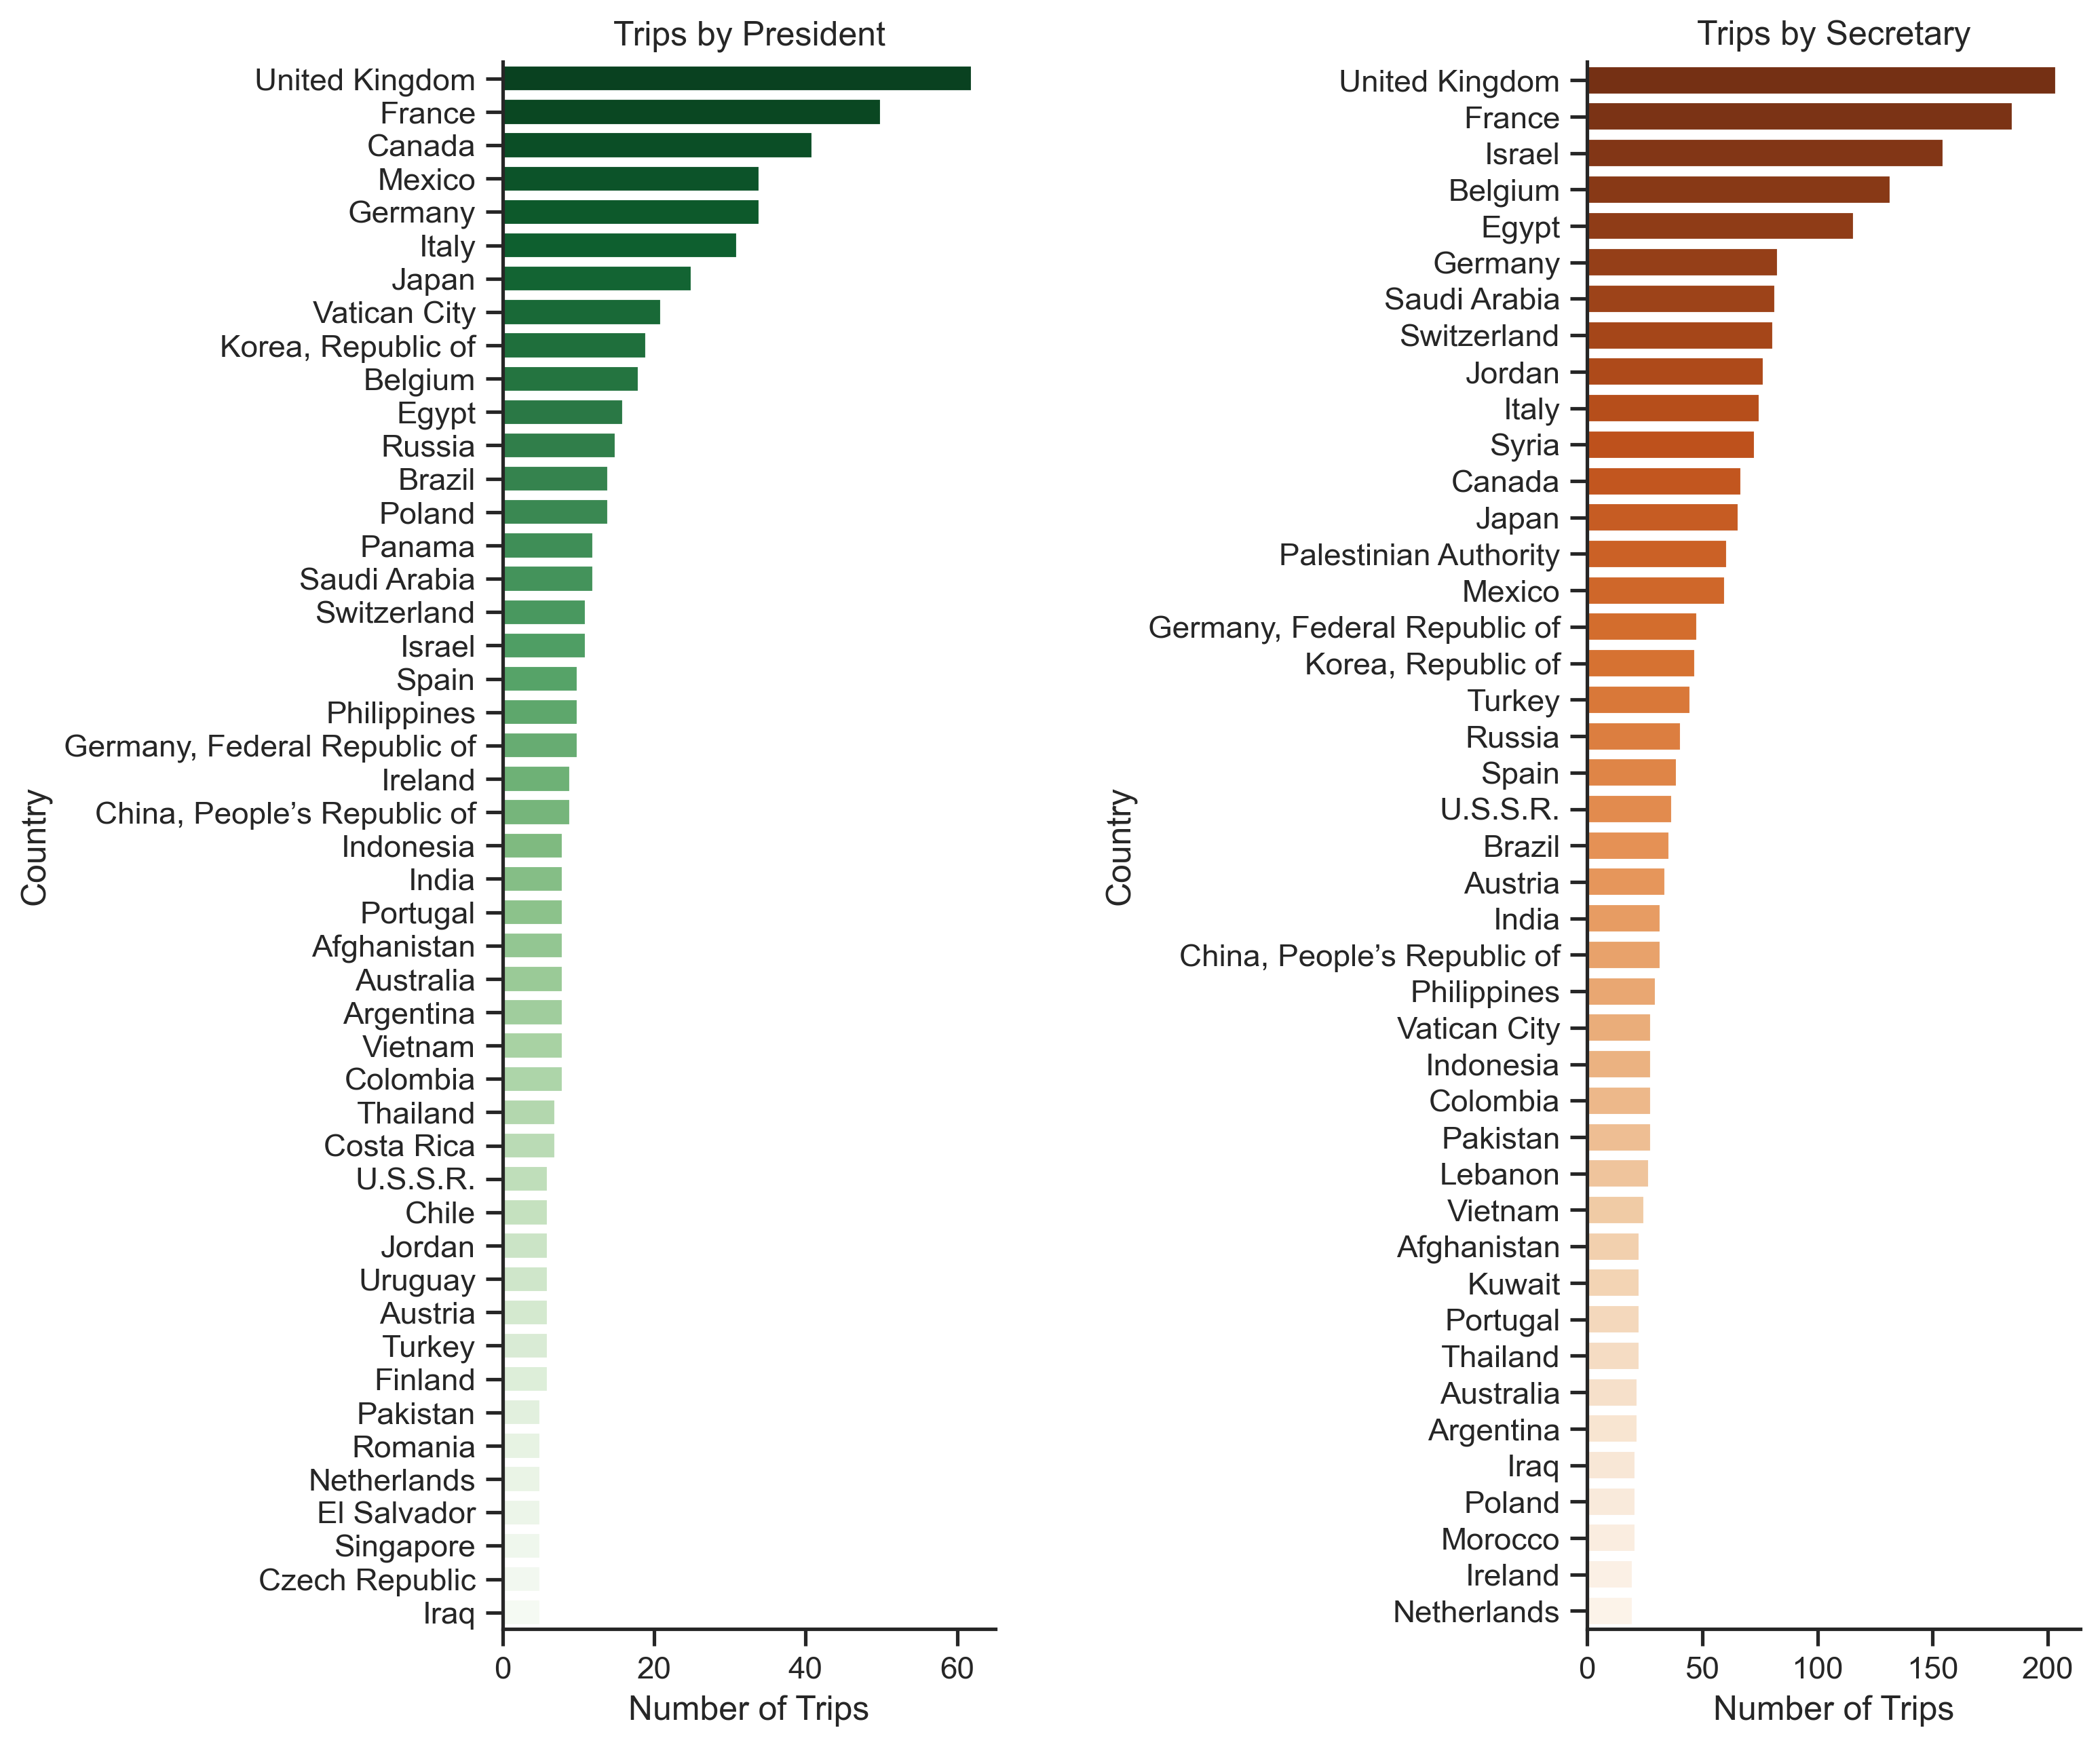 Trips by President
United Kingdom
France
Canada
Mexico
Germany
Italy
Japan
Vatican City
Korea, Republic of
Belgium
Egypt
Russia
Brazil
Poland
Panama
Saudi Arabia
Switzerland
Israel
Spain
Philippines
Germany, Federal Republic of
Ireland
China, People’s Republic of
Indonesia
India
Portugal
Afghanistan
Australia
Argentina
Vietnam
Colombia
Thailand
Costa Rica
U.S.S.R.
Chile
Jordan
Uruguay
Austria
Turkey
Finland
Pakistan
Romania
Netherlands
El Salvador
Singapore
Czech Republic
Iraq
Country
0 20 40 60
Number of Trips
Trips by Secretary
United Kingdom
France
Israel
Belgium
Egypt
Germany
Saudi Arabia
Switzerland
Jordan
Italy
Syria
Canada
Japan
Palestinian Authority
Mexico
Germany, Federal Republic of
Korea, Republic of
Turkey
Russia
Spain
U.S.S.R.
Brazil
Austria
India
China, People’s Republic of
Philippines
Vatican City
Indonesia
Colombia
Pakistan
Lebanon
Vietnam
Afghanistan
Kuwait
Portugal
Thailand
Australia
Argentina
Iraq
Poland
Morocco
Ireland
Netherlands
Country
0 50 100 150 200
Number of Trips